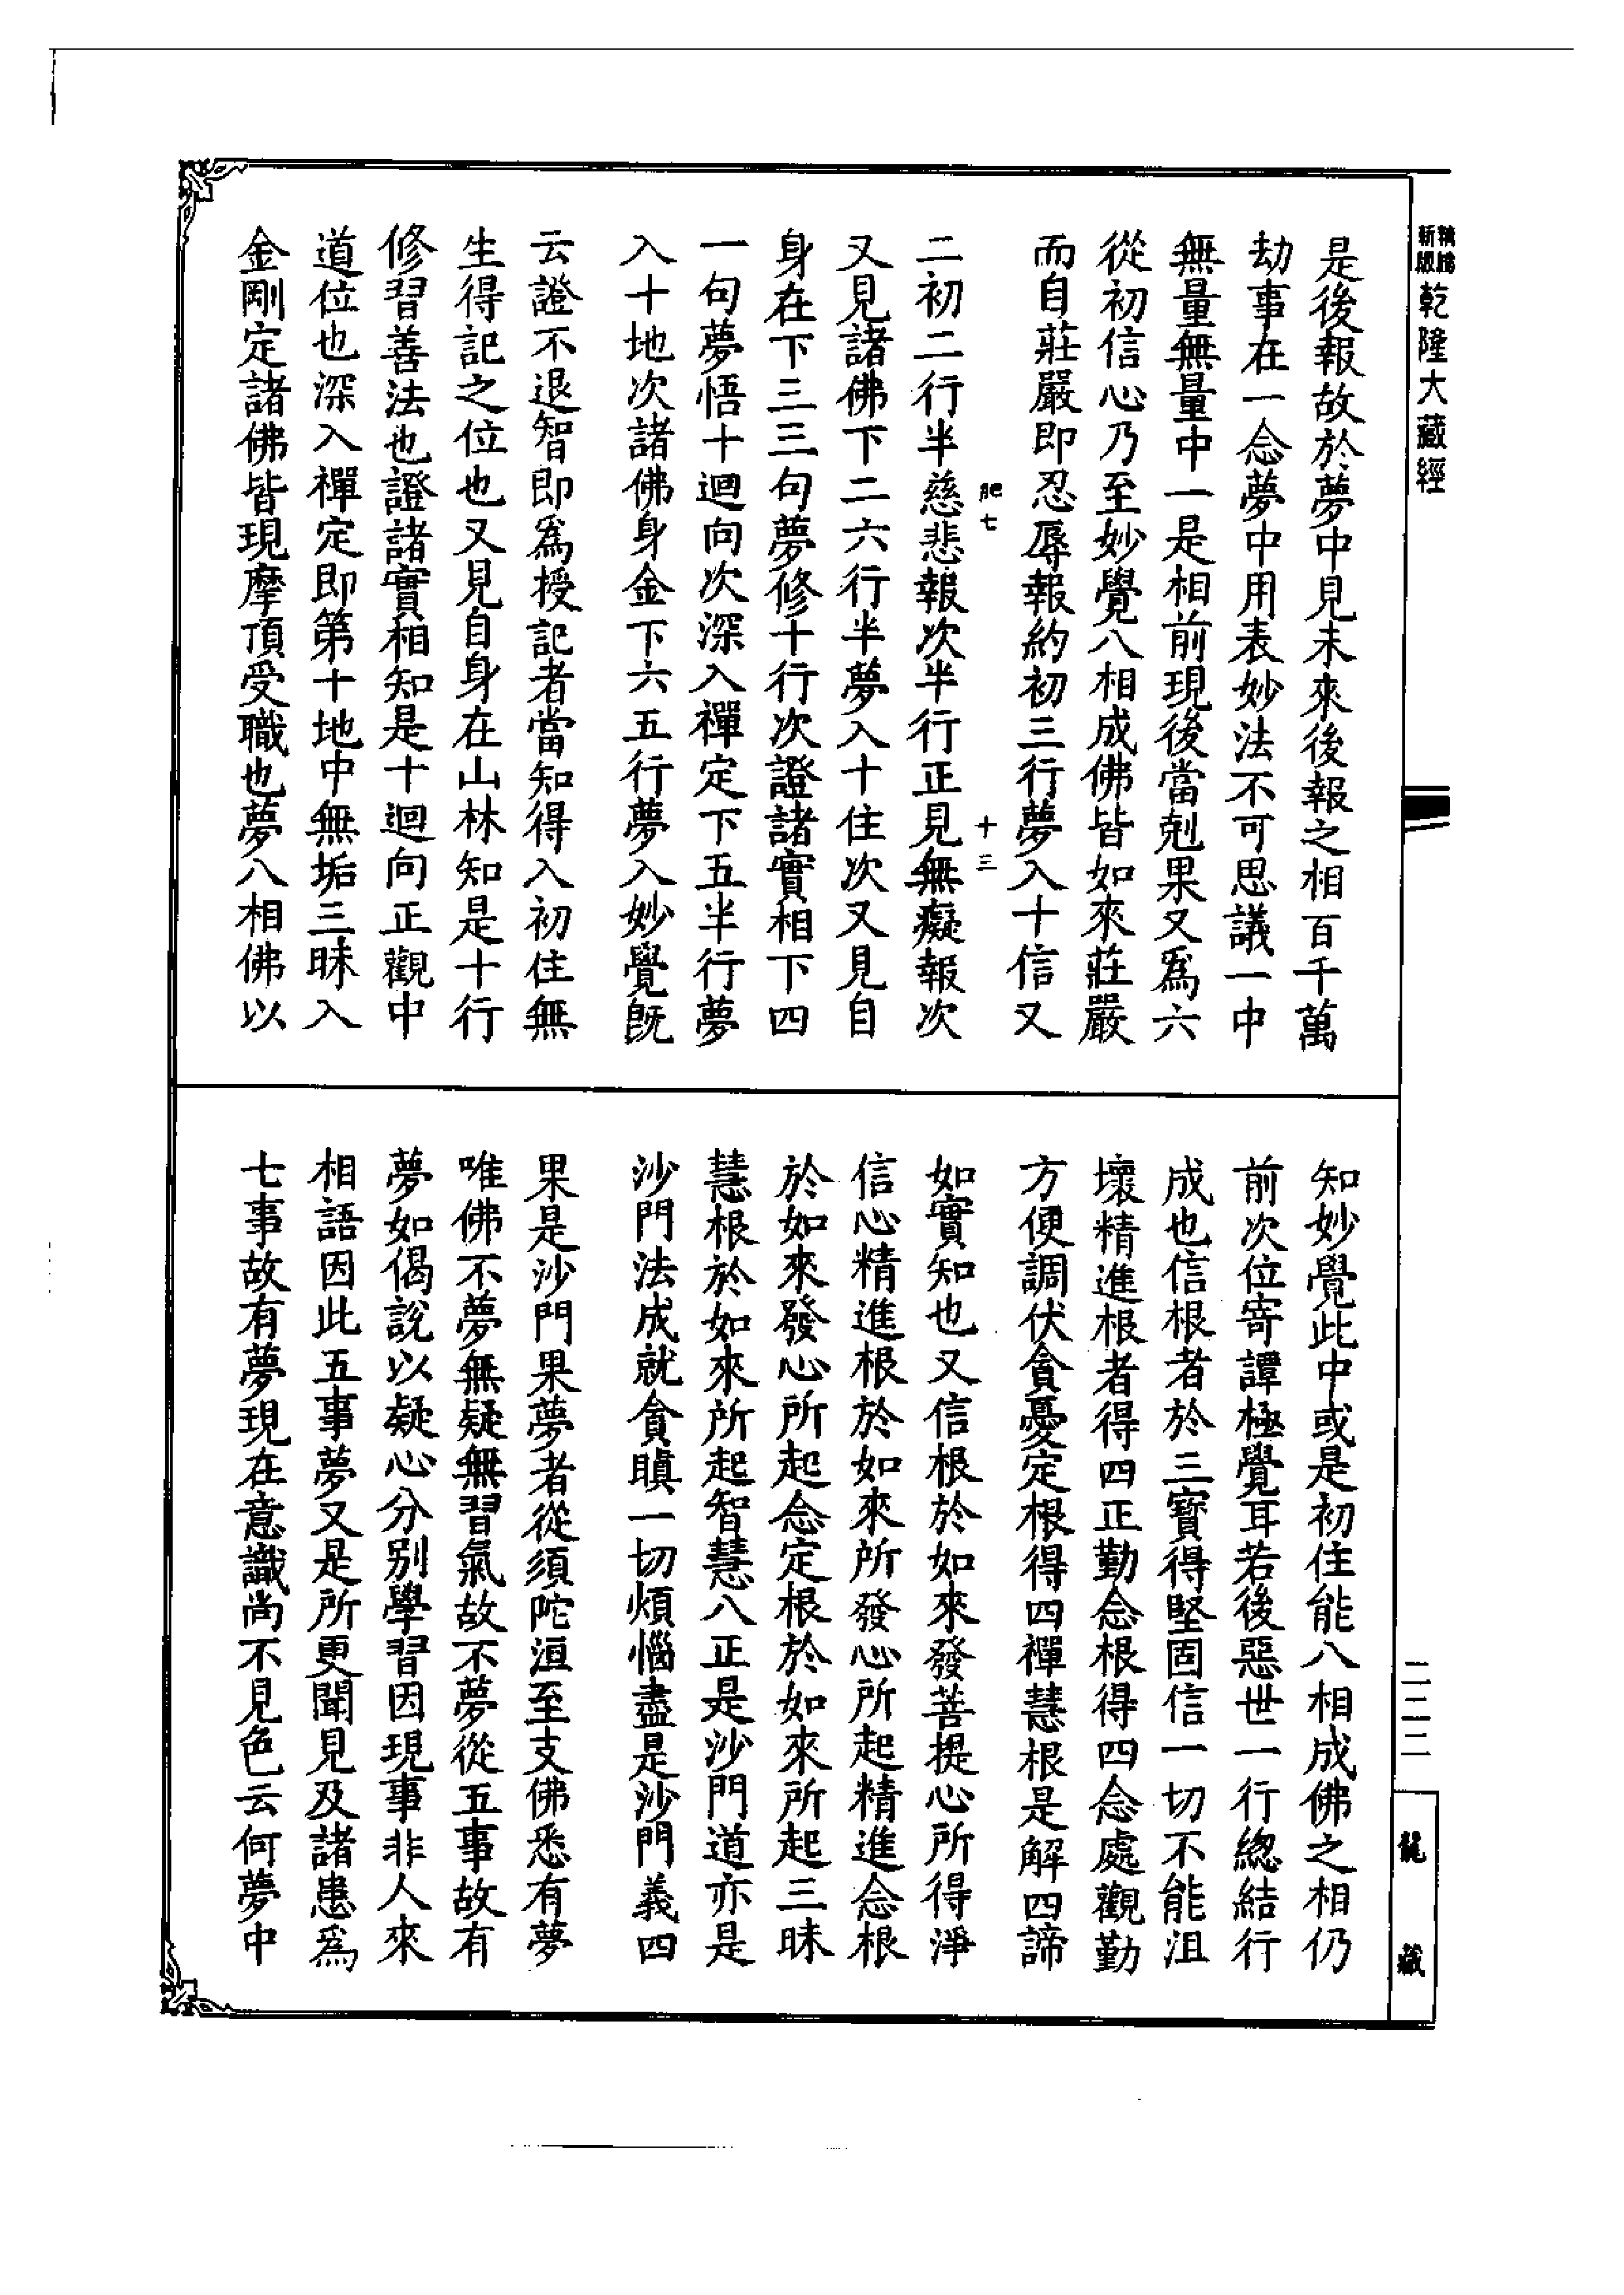 新版
精縮
乾隆大藏經
是後報故於夢中見未來後報之相百千萬
劫事在一念夢中用表妙法不可思議一中
無量無量中一是相前現後當剋果又爲六
從初信心乃至妙覺八相成佛皆如來莊嚴
而自莊嚴即忍辱報約初三行夢入十信又
肥七
十三
二初二行半慈悲報次半行正見無癡報次
又見諸佛下二六行半夢入十住次又見自
身在下三三句夢修十行次證諸實相下四
一句夢悟十迴向次深入禪定下五半行夢
入十地次諸佛身金下六五行夢入妙覺既
云證不退智即爲授記者當知得入初住無
生得記之位也又見自身在山林知是十行
修習善法也證諸實相知是十迴向正觀中
道位也深入禪定即第十地中無垢三昧入
金剛定諸佛皆現摩頂受職也夢八相佛以
知妙覺此中或是初住能八相成佛之相仍
前次位寄譚極覺耳若後惡世一行總結行
成也信根者於三寶得堅固信一切不能沮
壞精進根者得四正勤念根得四念處觀勤
方便調伏貪憂定根得四禪慧根是解四諦
如實知也又信根於如來發菩提心所得淨
信心精進根於如來所發心所起精進念根
於如來發心所起念定根於如來所起三昧
慧根於如來所起智慧八正是沙門道亦是
沙門法成就貪瞋一切煩惱盡是沙門義四
果是沙門果夢者從須陀洹至支佛悉有夢
唯佛不夢無疑無習氣故不夢從五事故有
夢如偈說以疑心分別學習因現事非人來
相語因此五事夢又是所更聞見及諸患爲
七事故有夢現在意識尚不見色云何夢中
二二二
龍
藏